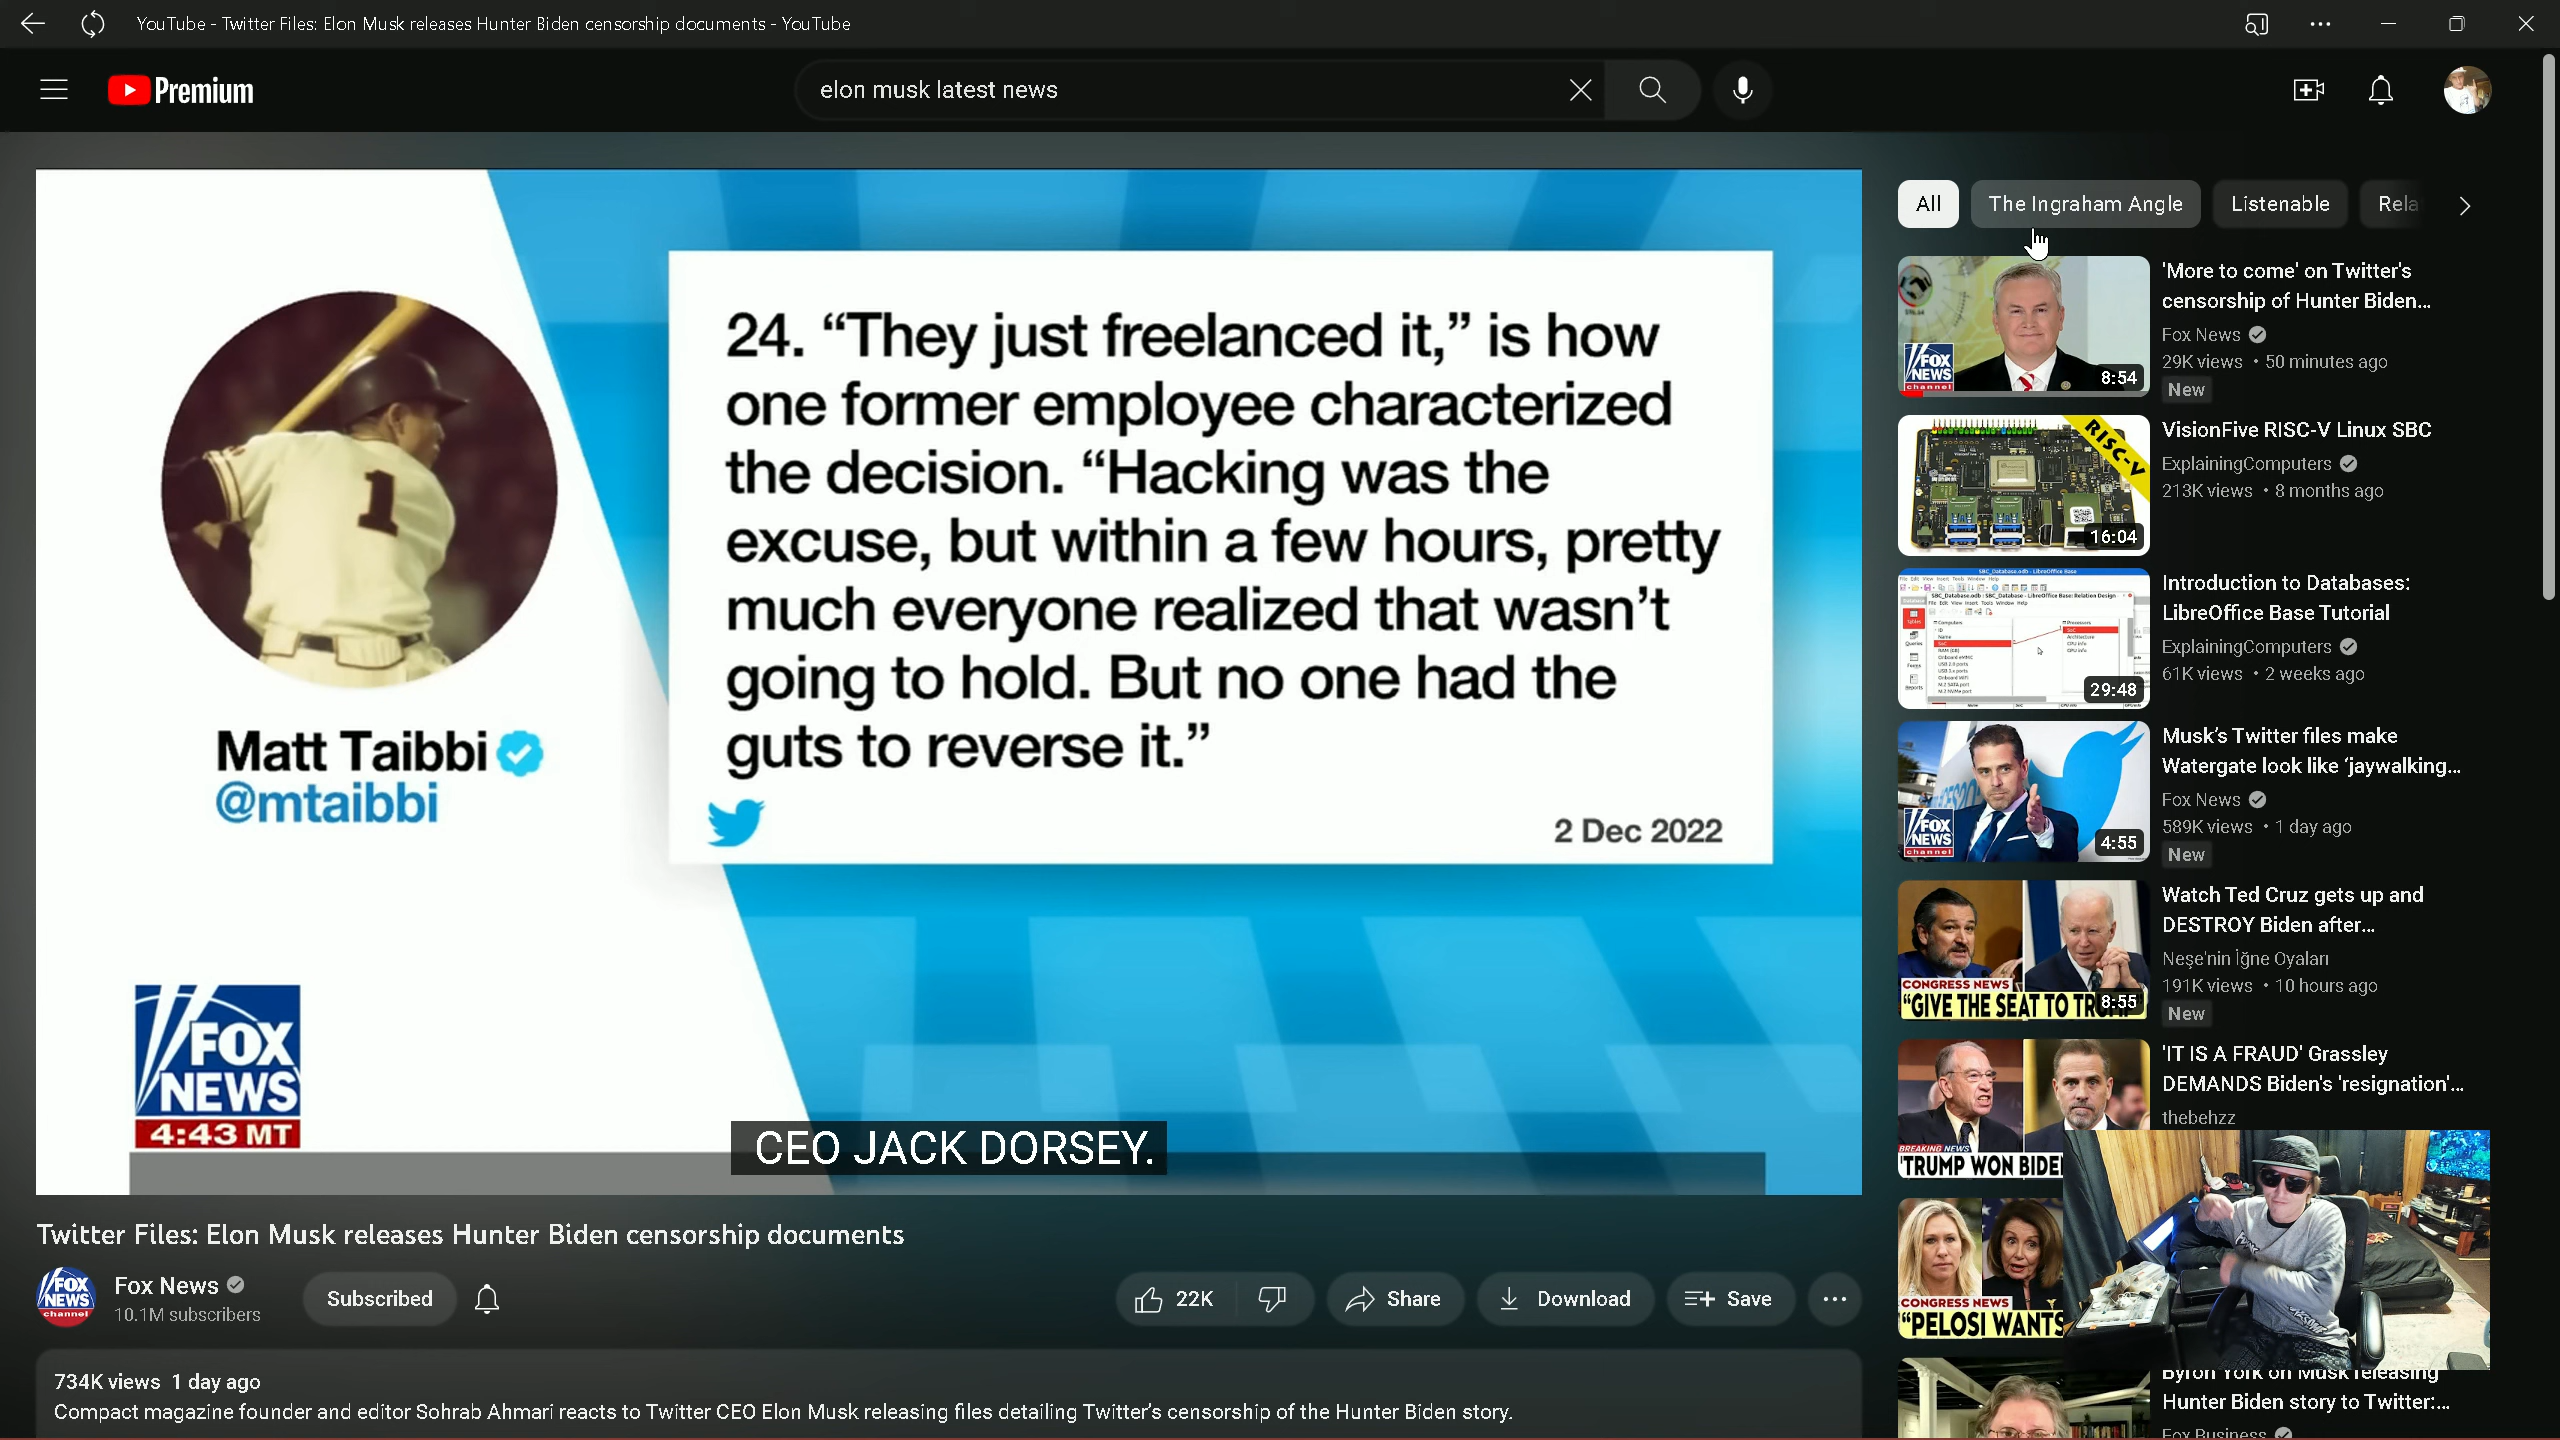 YouTube - Twitter Files: Elon Musk releases Hunter Biden censorship documents - YouTube
Premium
elon musk latest news
24. “They just freelanced it,” is how
one former employee characterized
the decision. “Hacking was the
excuse, but within a few hours, pretty
much everyone realized that wasn’t
going to hold. But no one had the
guts to reverse it.”
2 Dec 2022
1
Matt Taibbi
@mtaibbi
FOX
NEWS
4:43 MT
CEO JACK DORSEY.
Twitter Files: Elon Musk releases Hunter Biden censorship documents
FOX
NEWS
channel
Fox News
10.1M subscribers
Subscribed
22K
Share
Download
Save
734K views 1 day ago
Compact magazine founder and editor Sohrab Ahmari reacts to Twitter CEO Elon Musk releasing files detailing Twitter's censorship of the Hunter Biden story.
All
The Ingraham Angle
Listenable
Rela
FOX
NEWS
channel
8:54
'More to come' on Twitter's
censorship of Hunter Biden...
Fox News
29K views • 50 minutes ago
New
RISC-V
16:04
VisionFive RISC-V Linux SBC
ExplainingComputers
213K views • 8 months ago
29:48
Introduction to Databases:
LibreOffice Base Tutorial
ExplainingComputers
61K views • 2 weeks ago
FOX
NEWS
channel
4:55
Musk's Twitter files make
Watergate look like ‘jaywalking...
Fox News
589K views • 1 day ago
New
CONGRESS NEWS
“GIVE THE SEAT TO TRUMP
8:55
Watch Ted Cruz gets up and
DESTROY Biden after...
Neşe'nin İğne Oyaları
191K views • 10 hours ago
New
BREAKING NEWS
'TRUMP WON BIDE
'IT IS A FRAUD' Grassley
DEMANDS Biden's 'resignation'...
thebehzz
CONGRESS NEWS
“PELOSI WANTS
Byron York on Musk releasing
Hunter Biden story to Twitter:...
Fox Business